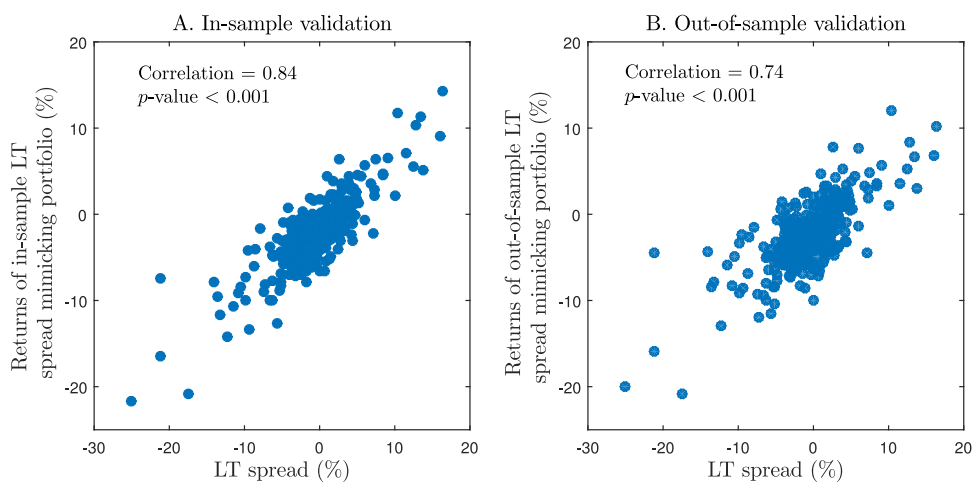 A. In-sample validation
Correlation = 0.84
p-value < 0.001
Returns of in-sample LT
spread mimicking portfolio (%)
20
10
0
-10
-20
-30
-20
-10
0
10
20
LT spread (%)
B. Out-of-sample validation
Correlation = 0.74
p-value < 0.001
Returns of out-of-sample LT
spread mimicking portfolio (%)
20
10
0
-10
-20
-30
-20
-10
0
10
20
LT spread (%)